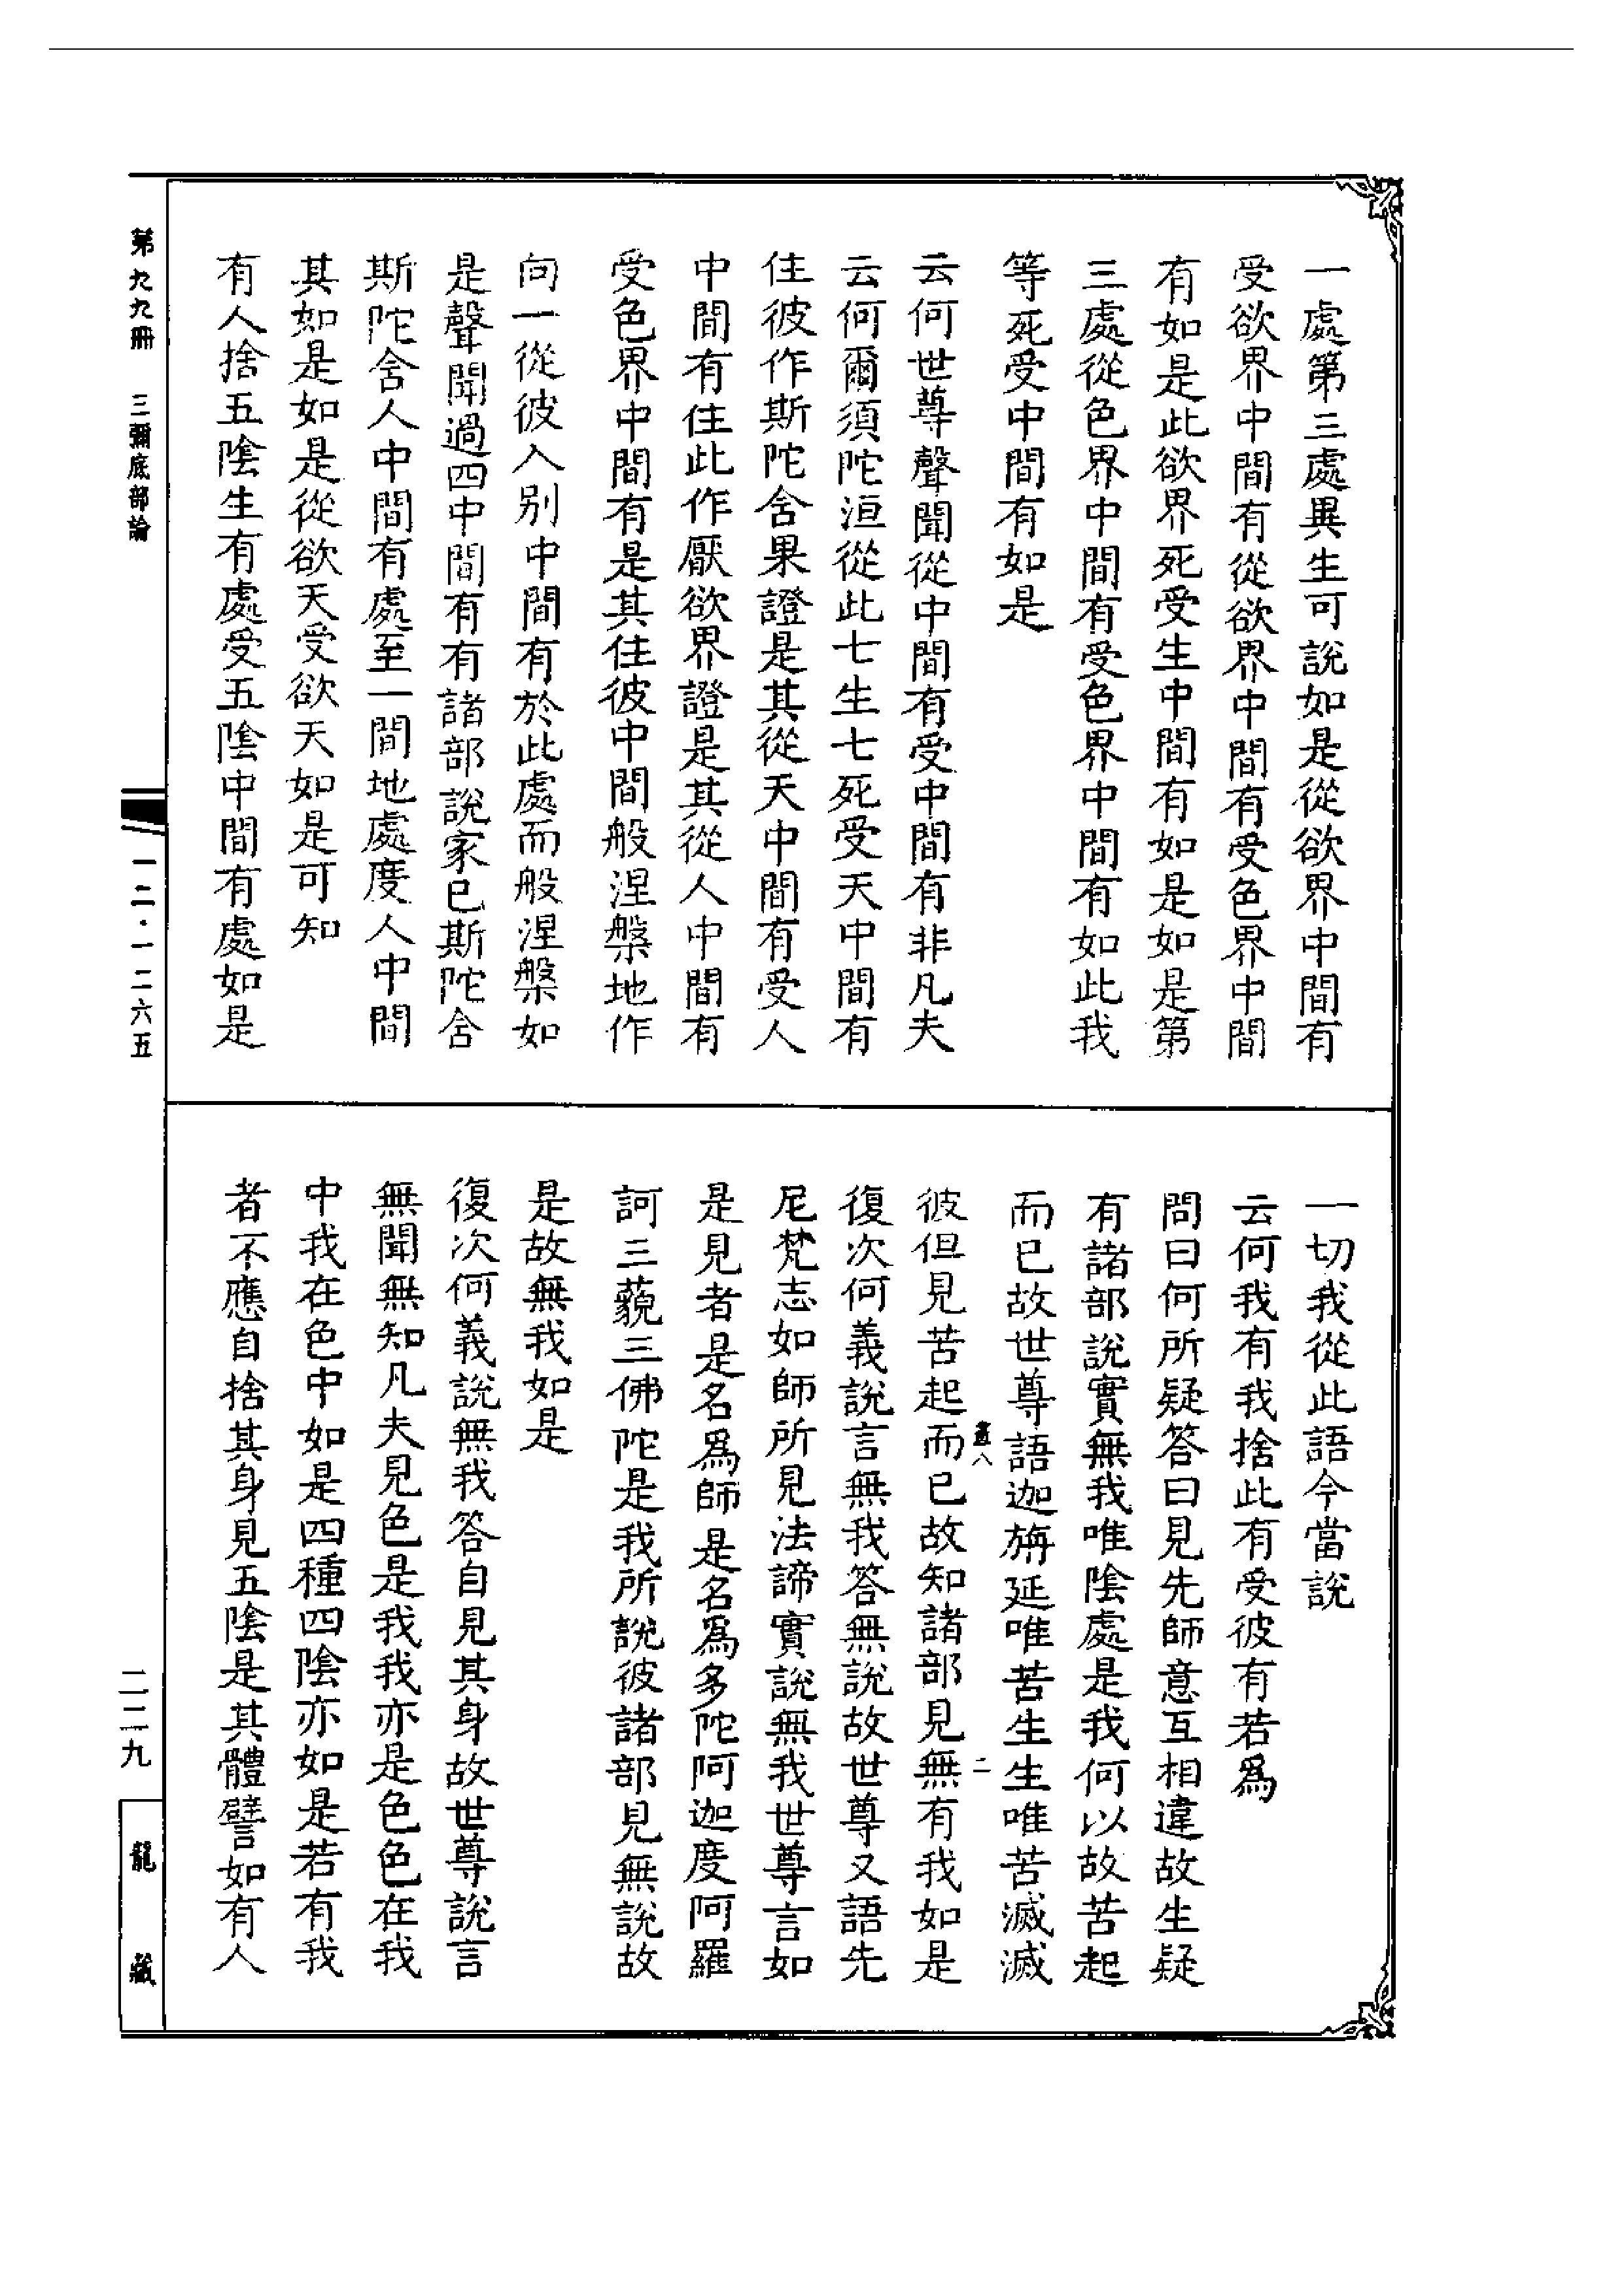 一處第三處異生可說如是從欲界中間有
受欲界中間有從欲界中間有受色界中間
有如是此欲界死受生中間有如是如是第
三處從色界中間有受色界中間有如此我
等死受中間有如是
云何世尊聲聞從中間有受中間有非凡夫
云何爾須陀洹從此七生七死受天中間有
住彼作斯陀含果證是其從天中間有受人
中間有住此作厭欲界證是其從人中間有
受色界中間有是其住彼中間般涅槃地作
向一從彼入別中間有於此處而般涅槃如
是聲聞過四中間有有諸部說家已斯陀含
斯陀含人中間有處至一間地處度人中間
其如是如是從欲天受欲天如是可知
有人捨五陰生有處受五陰中間有處如是
一切我從此語今當說
云何我有我捨此有受彼有若爲
問曰何所疑答曰見先師意互相違故生疑
有諸部說實無我唯陰處是我何以故苦起
而已故世尊語迦旃延唯苦生生唯苦滅滅
彼但見苦起而已故知諸部見無有我如是
復次何義說言無我答無說故世尊又語先
尼梵志如師所見法諦實說無我世尊言如
是見者是名爲師是名爲多陀阿迦度阿羅
訶三藐三佛陀是我所說彼諸部見無說故
是故無我如是
復次何義說無我答自見其身故世尊說言
無聞無知凡夫見色是我我亦是色色在我
中我在色中如是四種四陰亦如是若有我
者不應自捨其身見五陰是其體譬如有人
八
二
第九九冊 三彌底部論
一二·一二六五
二二九
龍藏